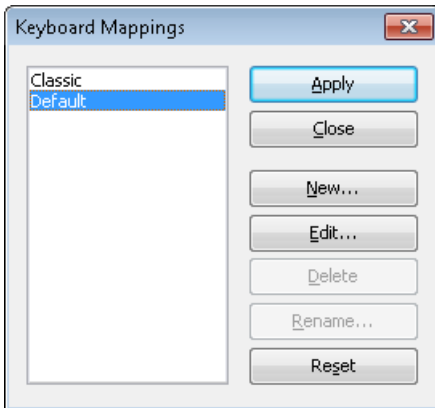 Keyboard Mappings
Classic
Default
Apply
Close
New...
Edit...
Delete
Rename...
Reset